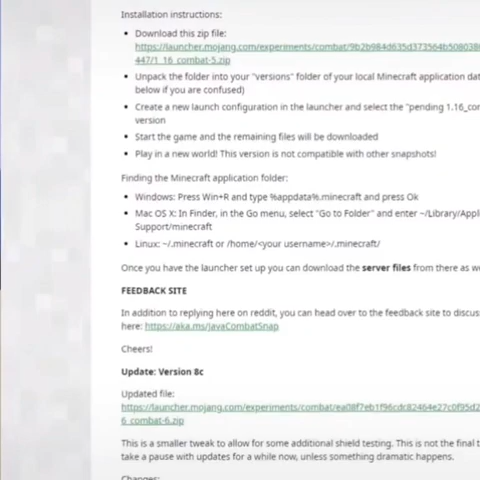 Installation instructions:
Download this zip file:
https://launcher.mojang.com/experiments/combat/9b2b984d635d373564b50803
447/1_16_combat-5.zip
Unpack the folder into your "versions" folder of your local Minecraft application dat
below if you are confused)
Create a new launch configuration in the launcher and select the "pending 1.16_co
version
Start the game and the remaining files will be downloaded
Play in a new world! This version is not compatible with other snapshots!
Finding the Minecraft application folder:
Windows: Press Win+R and type %appdata%.minecraft and press Ok
Mac OS X: In Finder, in the Go menu, select "Go to Folder" and enter ~/Library/Appl
Support/minecraft
Linux: ~/.minecraft or /home/<your username>/.minecraft/
Once you have the launcher set up you can download the server files from there as w
FEEDBACK SITE
In addition to replying here on reddit, you can head over to the feedback site to discu
here: https://aka.ms/JavaCombatSnap
Cheers!
Update: Version 8c
Updated file:
https://launcher.mojang.com/experiments/combat/ea08f7eb1f96cdc82464e27c0f95d2
6_combat-6.zip
This is a smaller tweak to allow for some additional shield testing. This is not the final t
take a pause with updates for a while now, unless something dramatic happens.
Changes: